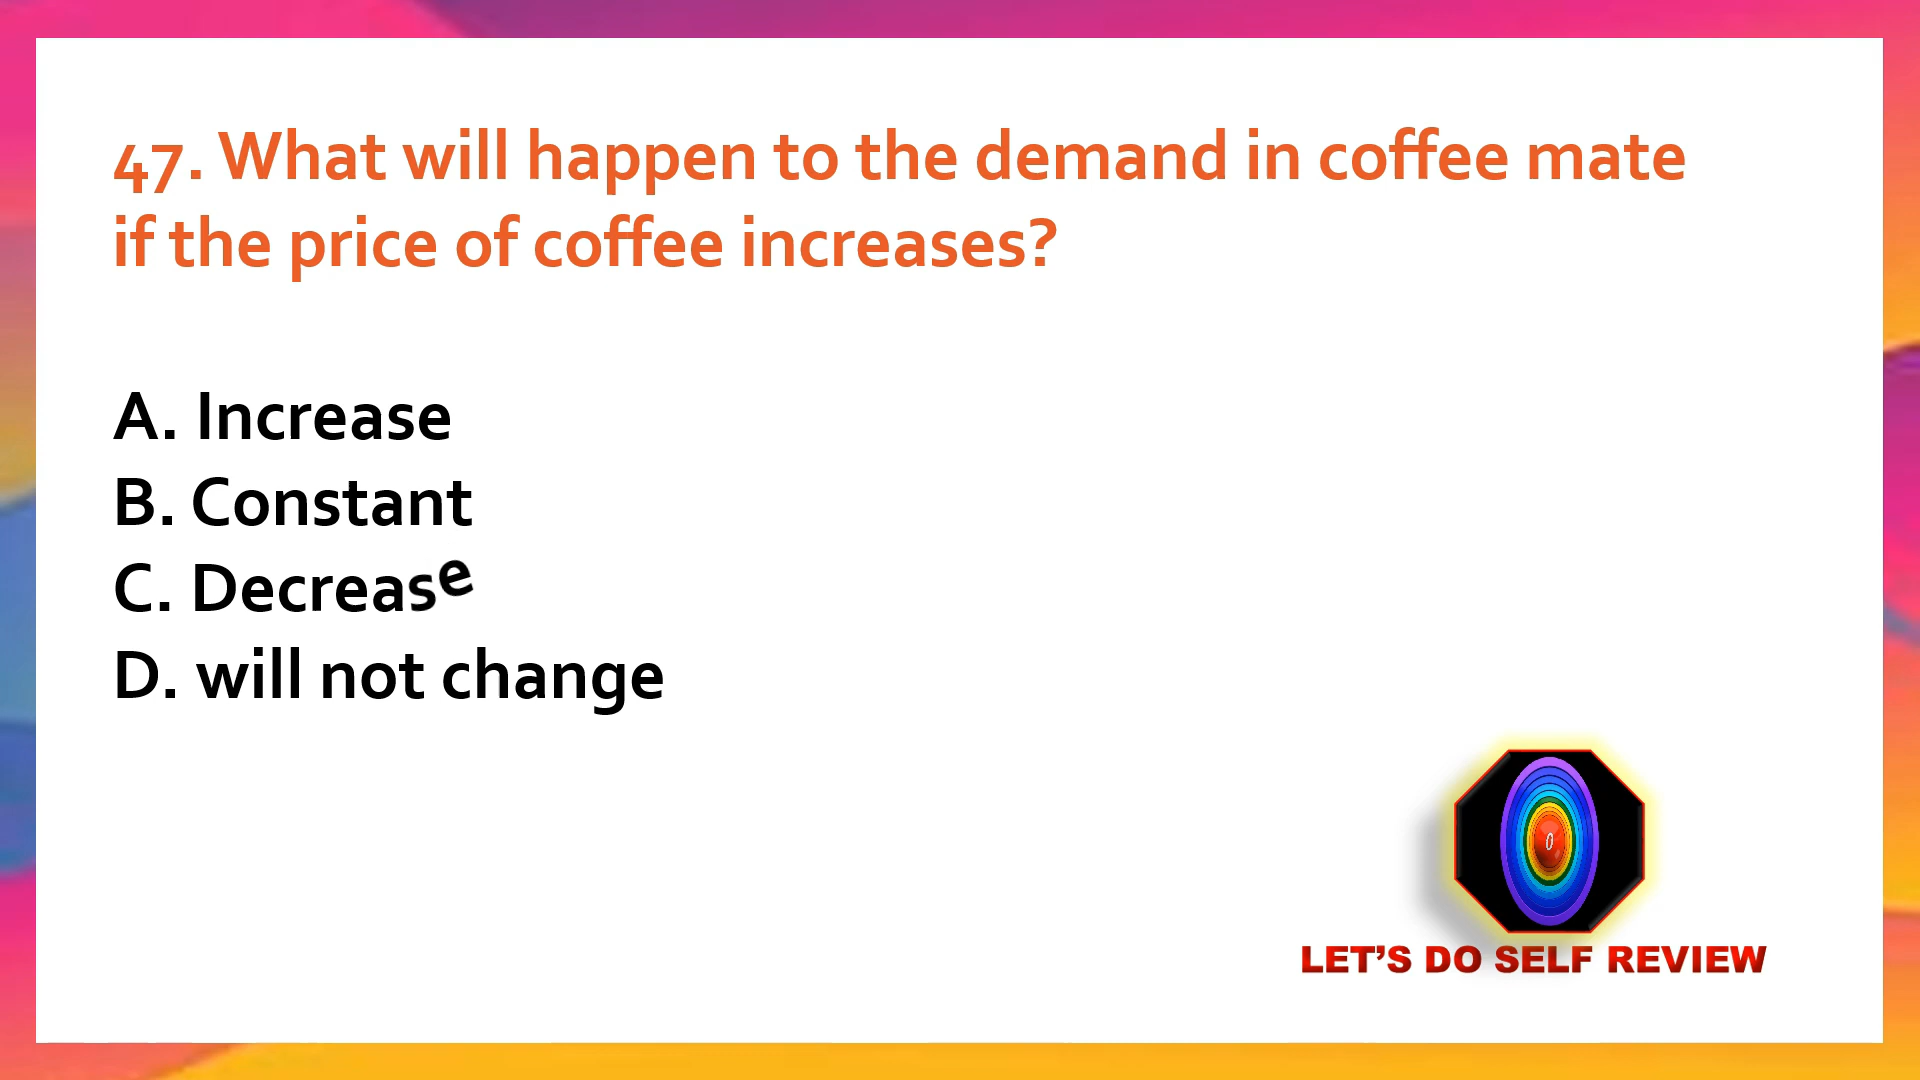 47. What will happen to the demand in coffee mate
if the price of coffee increases?
A. Increase
B. Constant
C. Decrease
D. will not change
0
LET'S DO SELF REVIEW